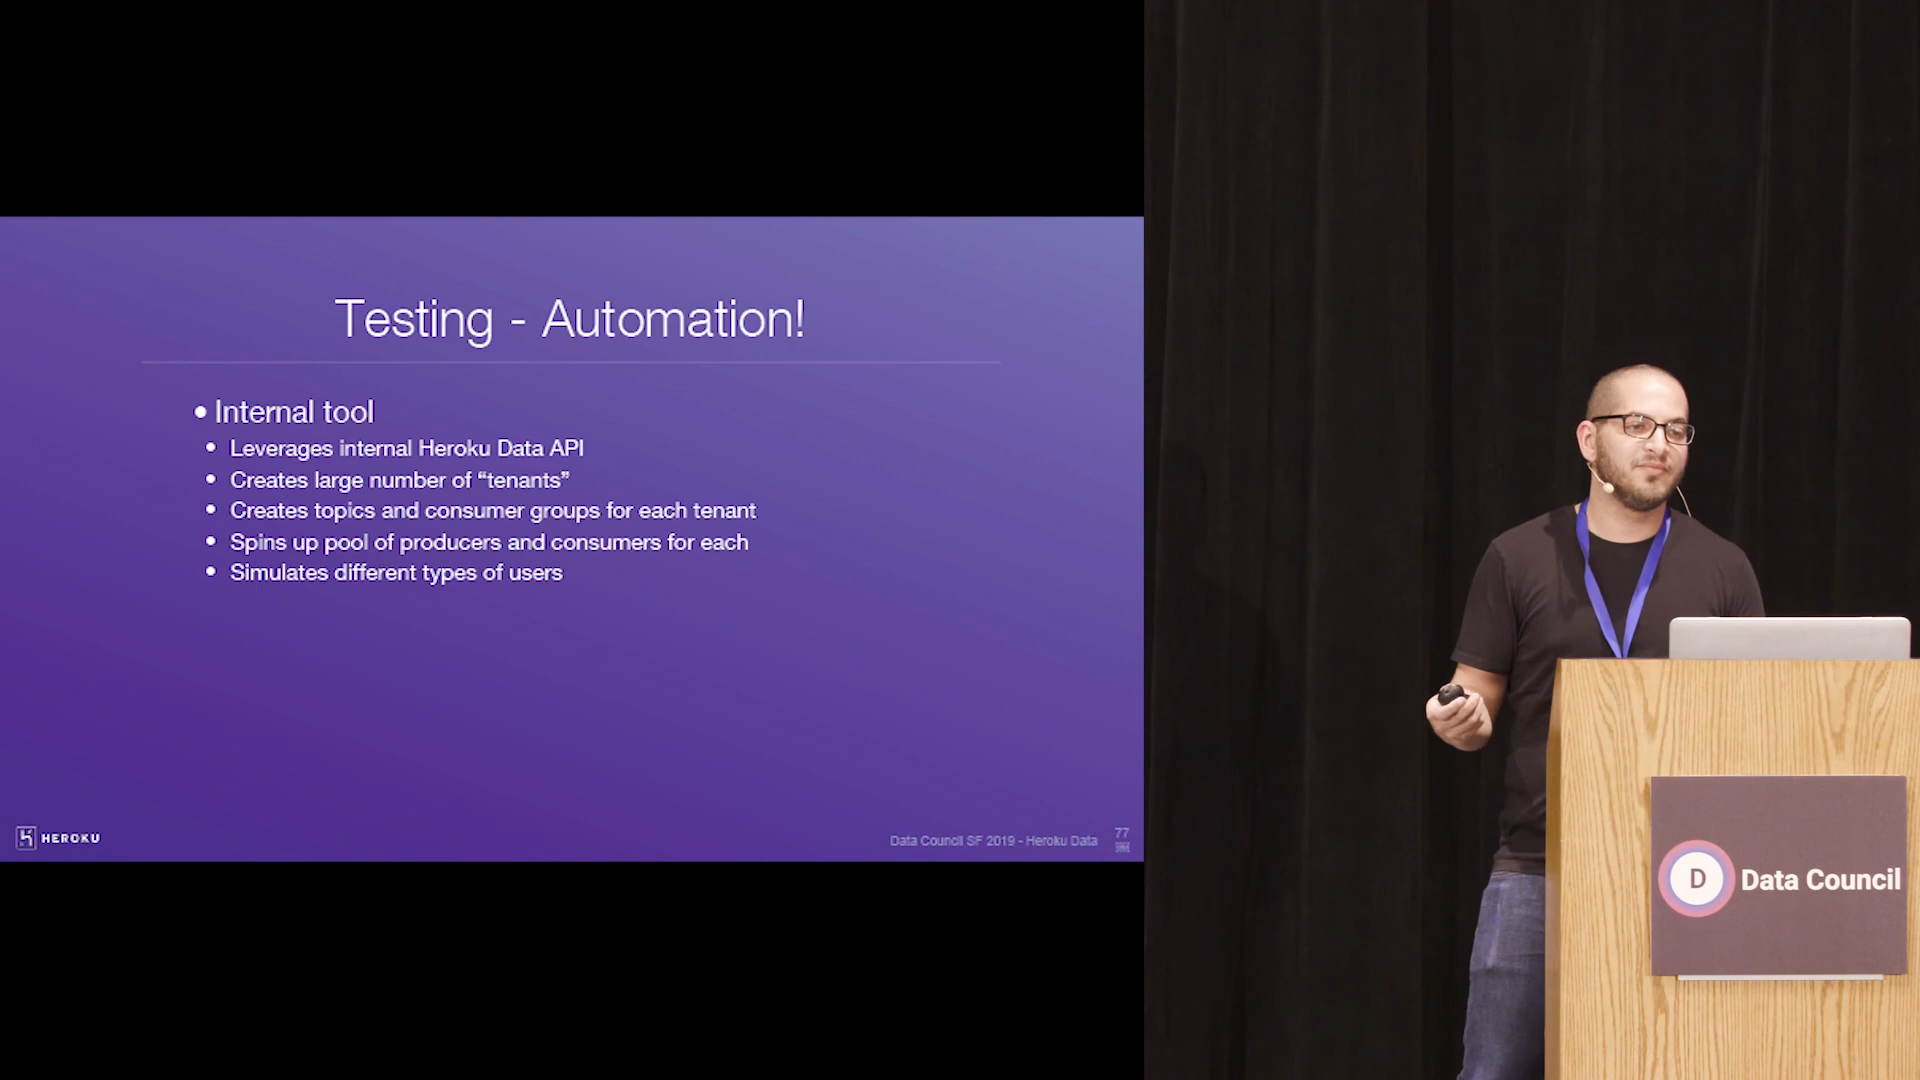 Testing - Automation!
• Internal tool
• Leverages internal Heroku Data API
• Creates large number of “tenants”
• Creates topics and consumer groups for each tenant
• Spins up pool of producers and consumers for each
• Simulates different types of users
HEROKU
Data Council SF 2019 - Heroku Data
77
D
Data Council